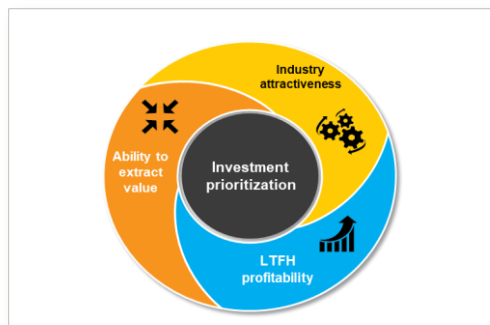 Industry
attractiveness
Ability to
extract
value
Investment
prioritization
LTFH
profitability